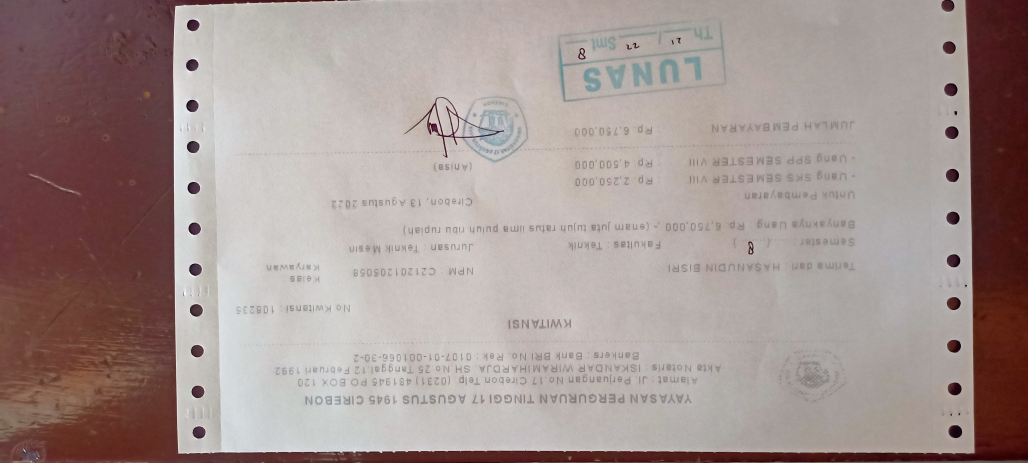 YAYASAN PERGURUAN TINGGI 17 AGUSTUS 1945 CIREBON
Alamat : Jl. Perjuangan No 17 Cirebon Telp (0231) 481945 PO BOX 120
Akta Notaris : ISKANDAR WIRAMIHARDJA SH No 25 Tanggal 12 Februari 1992
Bankers : Bank BRI No Rek : 0107-01-001066-30-2
KWITANSI
No Kwitansi : 108235
Terima dari : HASANUDIN BISRI NPM : C21201205058 Kelas Karyawan
Semester : ( 8 ) Fakultas Teknik Jurusan Teknik Mesin
Banyaknya Uang : Rp. 6,750,000 ,- (enam juta tujuh ratus lima puluh ribu rupiah)
Untuk Pembayaran Cirebon, 13 Agustus 2022
- Uang SKS SEMESTER VIII : Rp. 2,250,000
- Uang SPP SEMESTER VIII : Rp. 4,500,000 (Anisa)
JUMLAH PEMBAYARAN : Rp. 6,750,000
LUNAS
Th 17 / 22 Smt 8